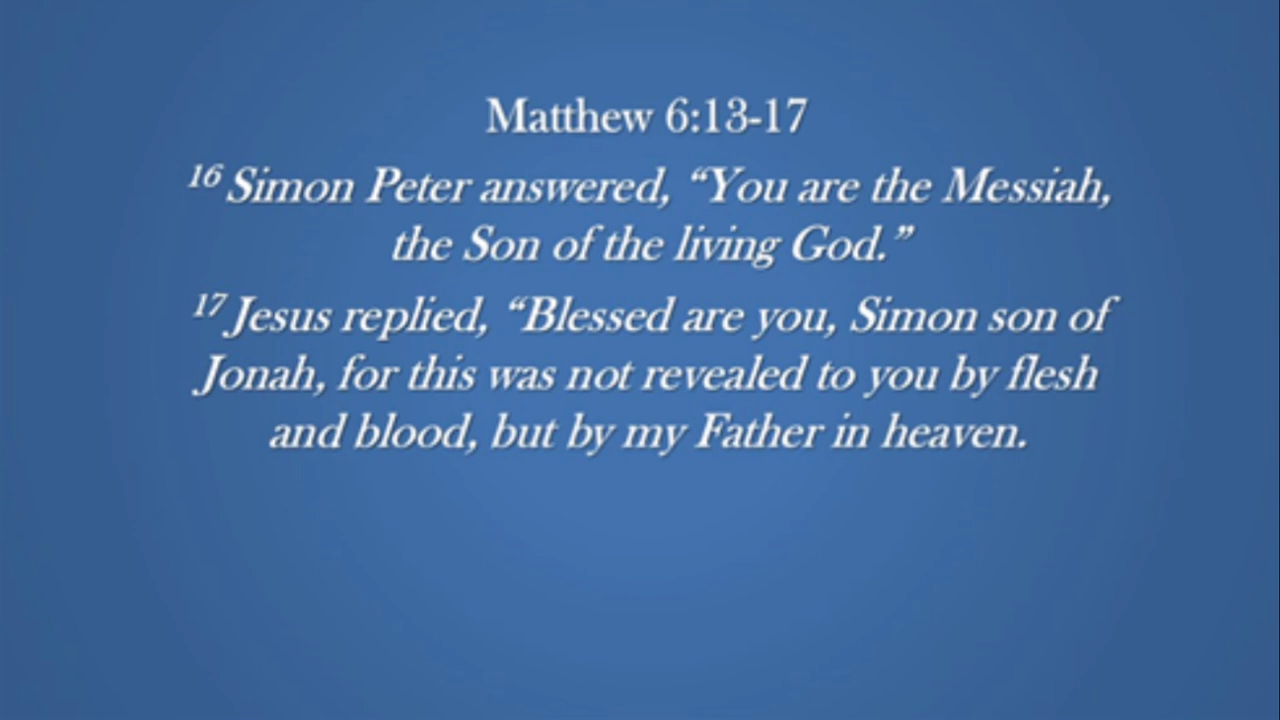 Matthew 6:13-17
16 Simon Peter answered, “You are the Messiah,
the Son of the living God.”
17 Jesus replied, “Blessed are you, Simon son of
Jonah, for this was not revealed to you by flesh
and blood, but by my Father in heaven.